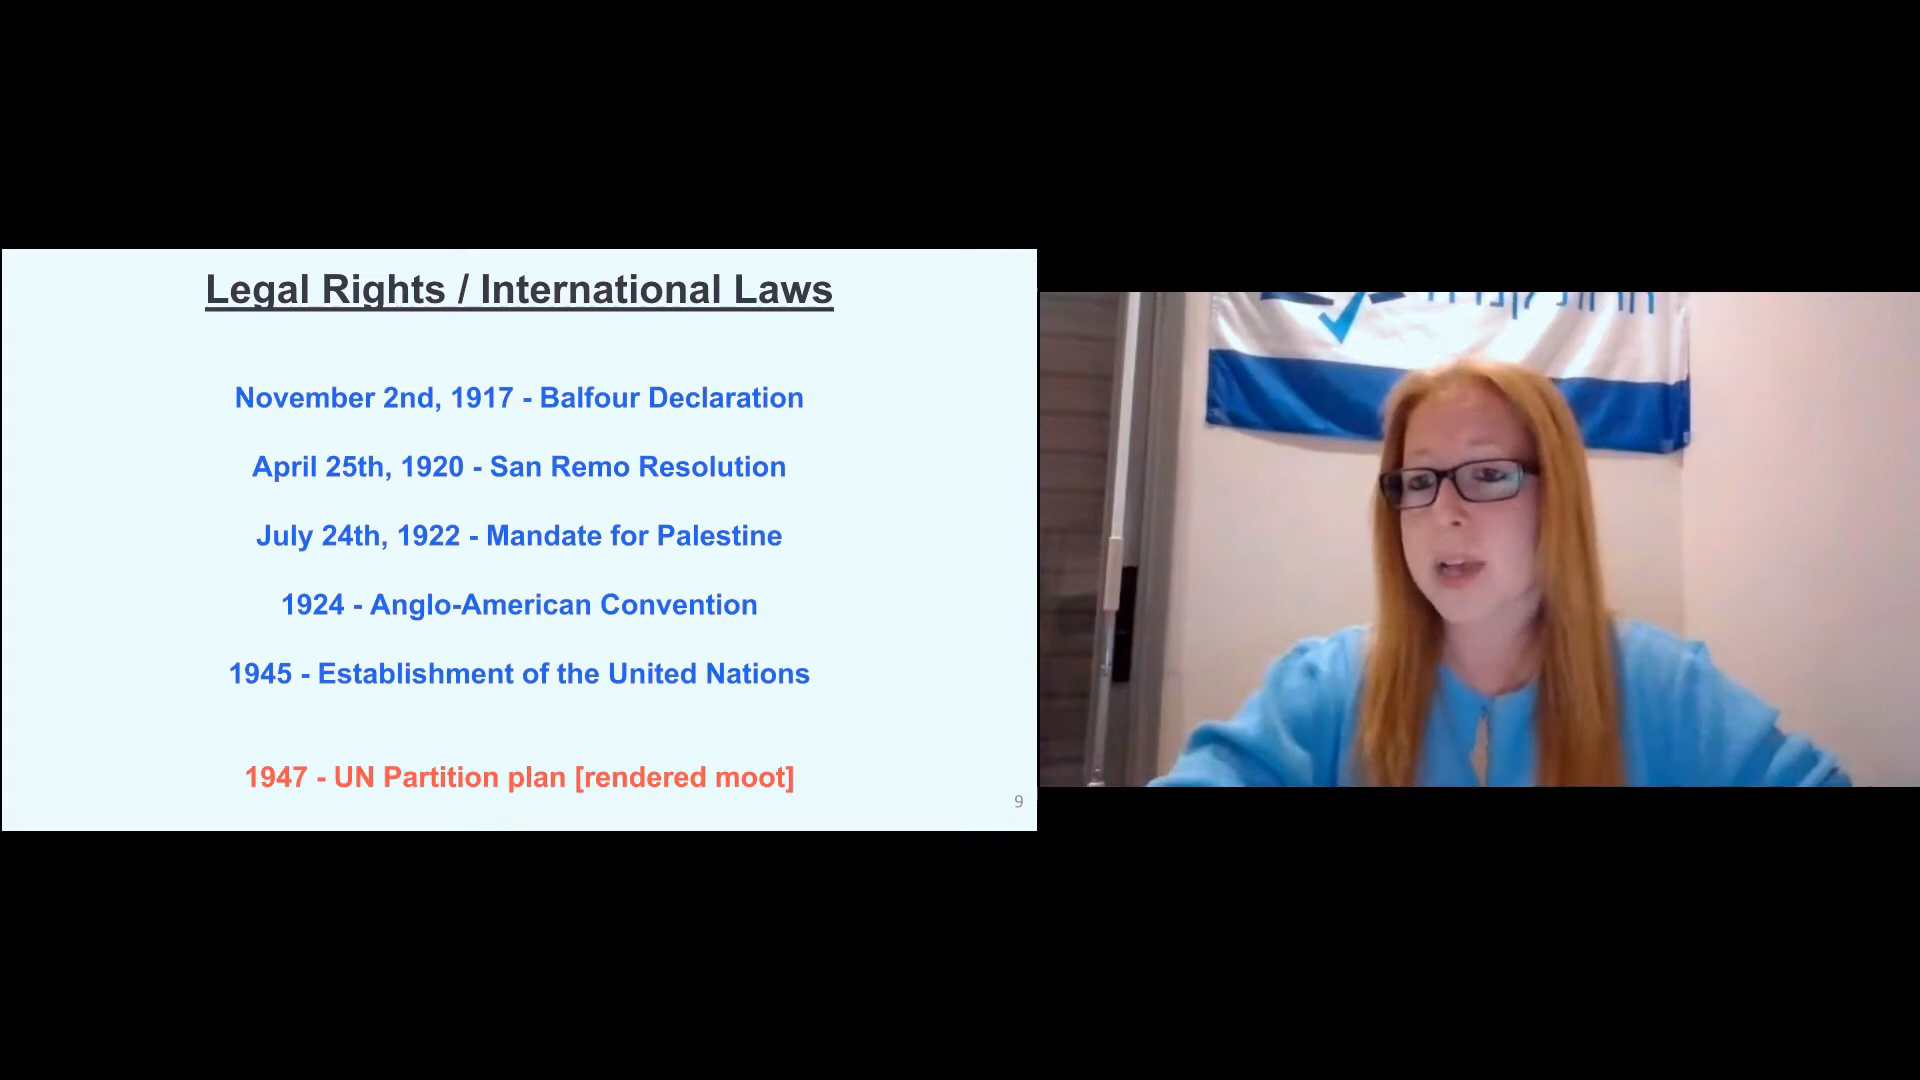 Legal Rights / International Laws
November 2nd, 1917 - Balfour Declaration
April 25th, 1920 - San Remo Resolution
July 24th, 1922 - Mandate for Palestine
1924 - Anglo-American Convention
1945 - Establishment of the United Nations
1947 - UN Partition plan [rendered moot]
9